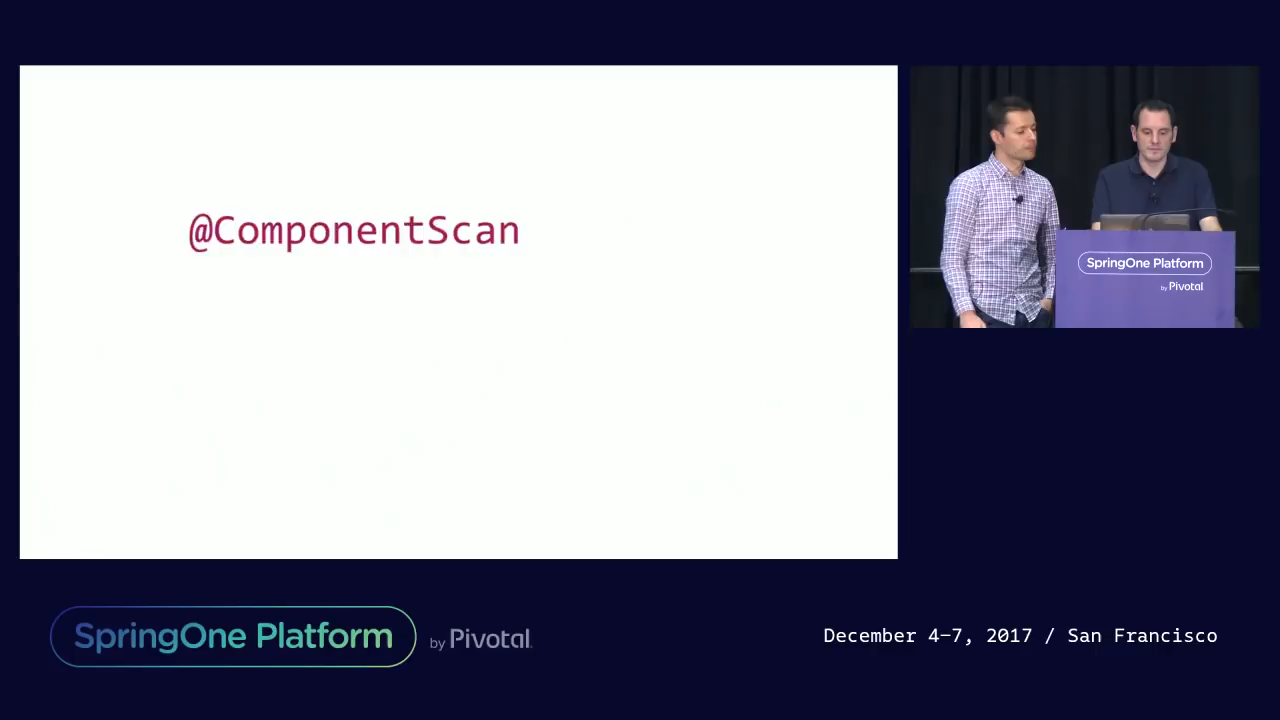 @ComponentScan
SpringOne Platform
by Pivotal
SpringOne Platform
by Pivotal
December 4–7, 2017 / San Francisco